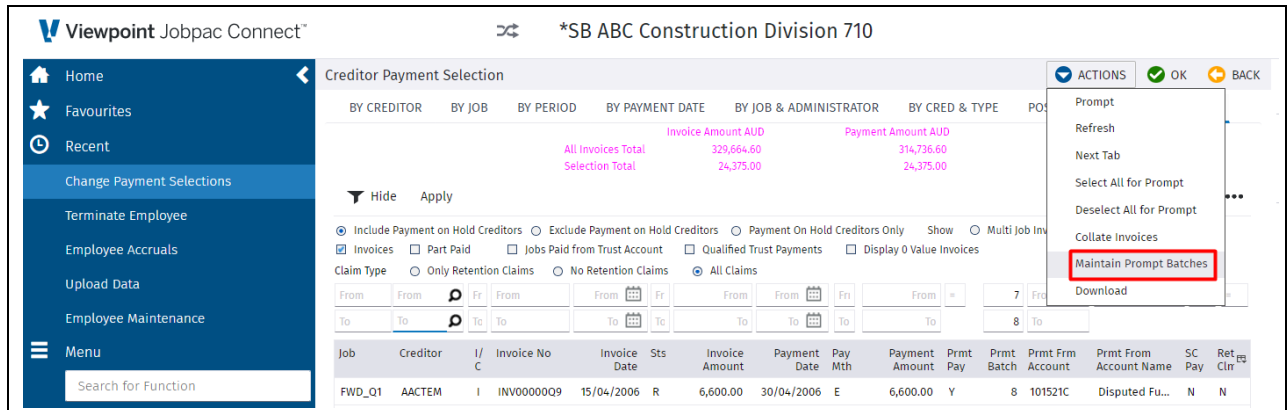 Viewpoint Jobpac Connect™ *SB ABC Construction Division 710
Home Creditor Payment Selection ACTIONS OK BACK
Favourites BY CREDITOR BY JOB BY PERIOD BY PAYMENT DATE BY JOB & ADMINISTRATOR BY CRED & TYPE POS
Recent
Change Payment Selections
Terminate Employee
Employee Accruals
Upload Data
Employee Maintenance
Menu
Search for Function
Prompt
Refresh
Next Tab
Select All for Prompt
Deselect All for Prompt
Collate Invoices
Maintain Prompt Batches
Download
Invoice Amount AUD Payment Amount AUD
All Invoices Total 329,664.60 314,736.60
Selection Total 24,375.00 24,375.00
Hide Apply
Include Payment on Hold Creditors Exclude Payment on Hold Creditors Payment On Hold Creditors Only Show Multi Job Inv
Invoices Part Paid Jobs Paid from Trust Account Qualified Trust Payments Display 0 Value Invoices
Claim Type Only Retention Claims No Retention Claims All Claims
From From Fr From From Fr From From Fr From = 7 Fro =
To To To To To To To To To To 8 To
Job Creditor I/C Invoice No Invoice Date Sts Invoice Amount Payment Date Pay Mth Payment Amount Prmt Pay Prmt Batch Prmt Frm Account Prmt From Account Name SC Pay Ret Clm
FWD_Q1 AACTEM I INV00000Q9 15/04/2006 R 6,600.00 30/04/2006 E 6,600.00 Y 8 101521C Disputed Fu... N N